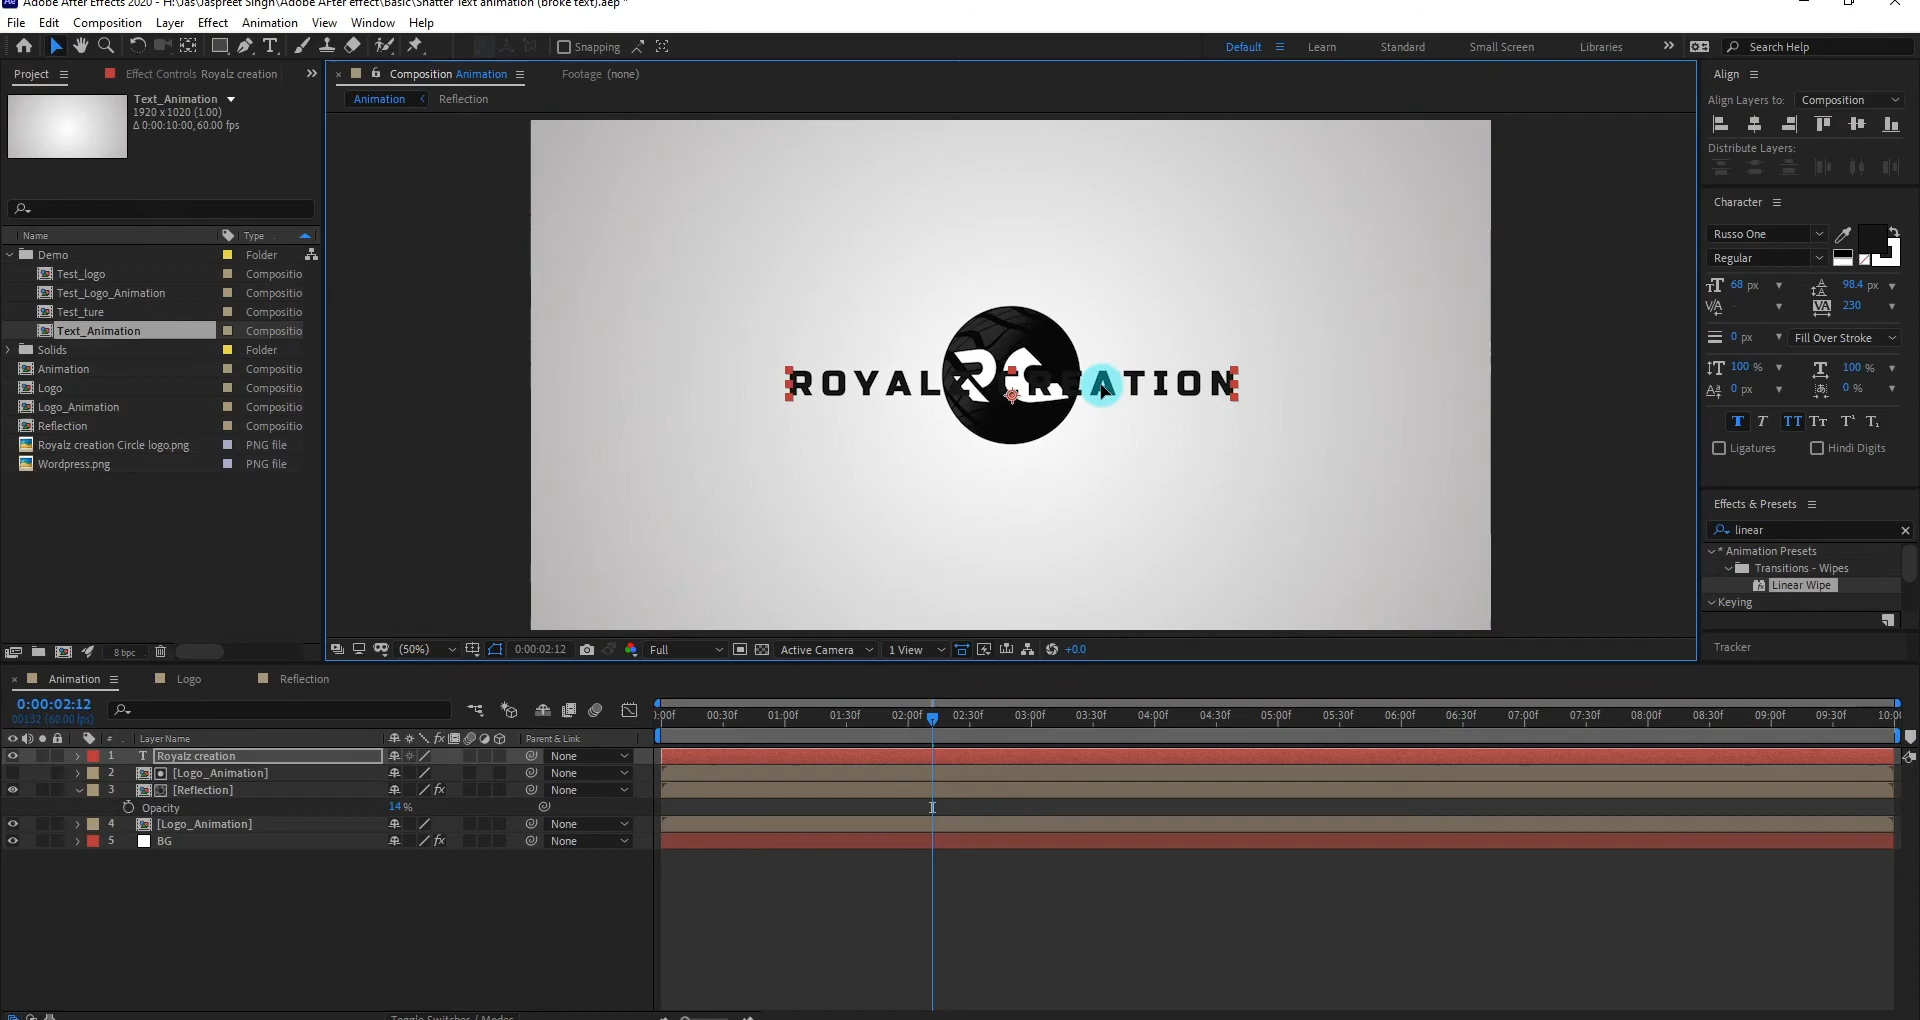 Adobe After Effects 2020 - H:\Jas\Jaspreet Singh\Adobe AFter effect\Basic\Shatter Text animation (broke text).aep *
File Edit Composition Layer Effect Animation View Window Help
Snapping
Default Learn Standard Small Screen Libraries Search Help
Project
Effect Controls Royalz creation
Text_Animation
1920 x 1020 (1.00)
Δ 0:00:10:00, 60.00 fps
Name Type
Demo Folder
Test_logo Compositio
Test_Logo_Animation Compositio
Test_ture Compositio
Text_Animation Compositio
Solids Folder
Animation Compositio
Logo Compositio
Logo_Animation Compositio
Reflection Compositio
Royalz creation Circle logo.png PNG file
Wordpress.png PNG file
8 bpc
Composition Animation
Footage (none)
Animation Reflection
RC
ROYALZ CREATION
(50%) 0:00:02:12 Full Active Camera 1 View +0.0
Align
Align Layers to: Composition
Distribute Layers:
Character
Russo One
Regular
68 px 98.4 px
230
0 px Fill Over Stroke
100 % 100 %
0 px 0 %
T T TT Tт T¹ T₁
Ligatures Hindi Digits
Effects & Presets
linear
* Animation Presets
Transitions - Wipes
Linear Wipe
Keying
Tracker
Animation Logo Reflection
0:00:02:12
00132 (60.00 fps)
:00f 00:30f 01:00f 01:30f 02:00f 02:30f 03:00f 03:30f 04:00f 04:30f 05:00f 05:30f 06:00f 06:30f 07:00f 07:30f 08:00f 08:30f 09:00f 09:30f 10:00
# Layer Name fx Parent & Link
1 T Royalz creation None
2 [Logo_Animation] None
3 [Reflection] fx None
Opacity 14 %
4 [Logo_Animation] None
5 BG fx None
Toggle Switches / Modes